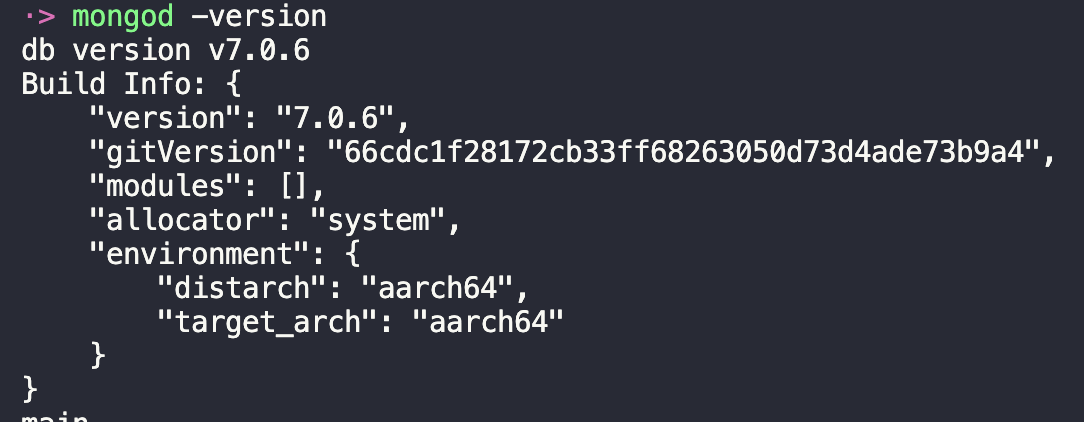 ·> mongod -version
db version v7.0.6
Build Info: {
    "version": "7.0.6",
    "gitVersion": "66cdc1f28172cb33ff68263050d73d4ade73b9a4",
    "modules": [],
    "allocator": "system",
    "environment": {
        "distarch": "aarch64",
        "target_arch": "aarch64"
    }
}
main